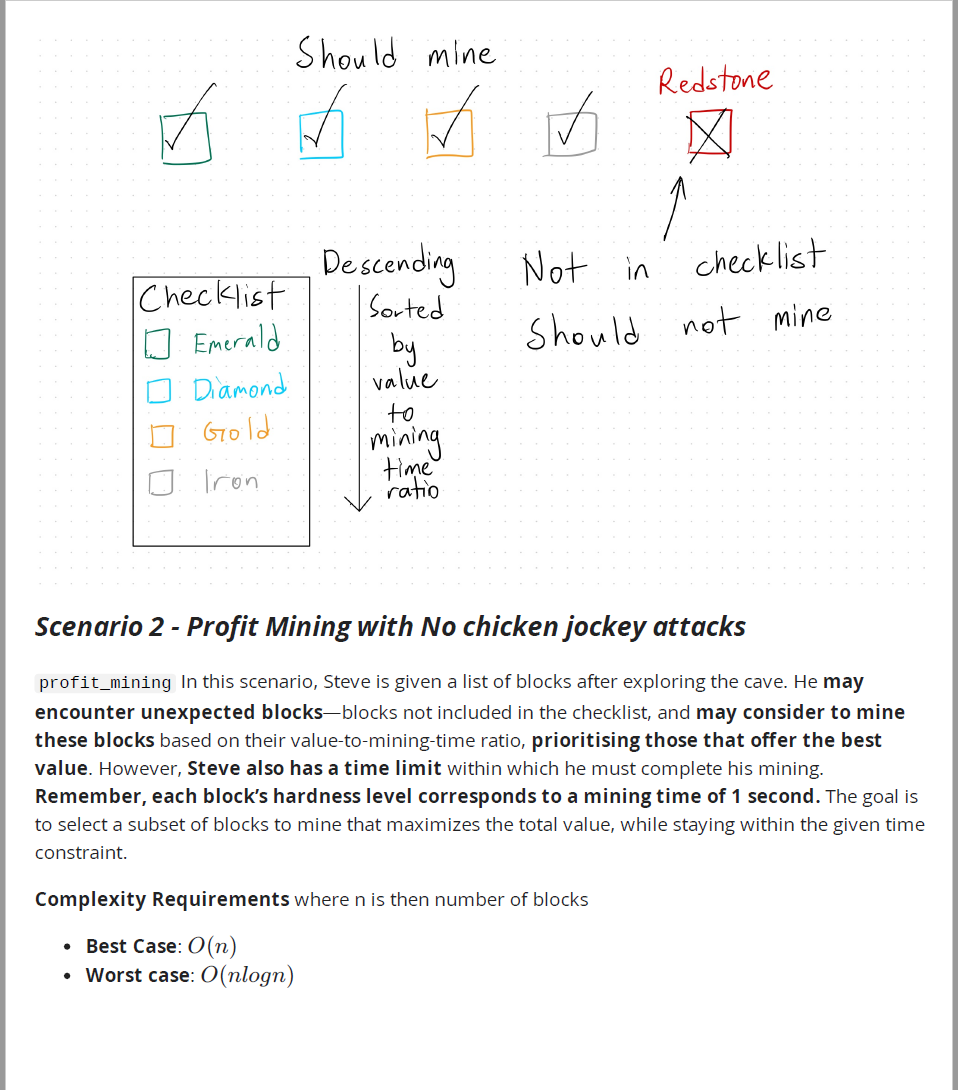 Should mine
Redstone
Descending
Sorted
by
value
to
mining
time
ratio
Not in checklist
Should not mine
Checklist
Emerald
Diamond
Gold
Iron
Scenario 2 - Profit Mining with No chicken jockey attacks
profit_mining In this scenario, Steve is given a list of blocks after exploring the cave. He may
encounter unexpected blocks—blocks not included in the checklist, and may consider to mine
these blocks based on their value-to-mining-time ratio, prioritising those that offer the best
value. However, Steve also has a time limit within which he must complete his mining.
Remember, each block’s hardness level corresponds to a mining time of 1 second. The goal is
to select a subset of blocks to mine that maximizes the total value, while staying within the given time
constraint.
Complexity Requirements where n is then number of blocks
• Best Case: O(n)
• Worst case: O(nlogn)